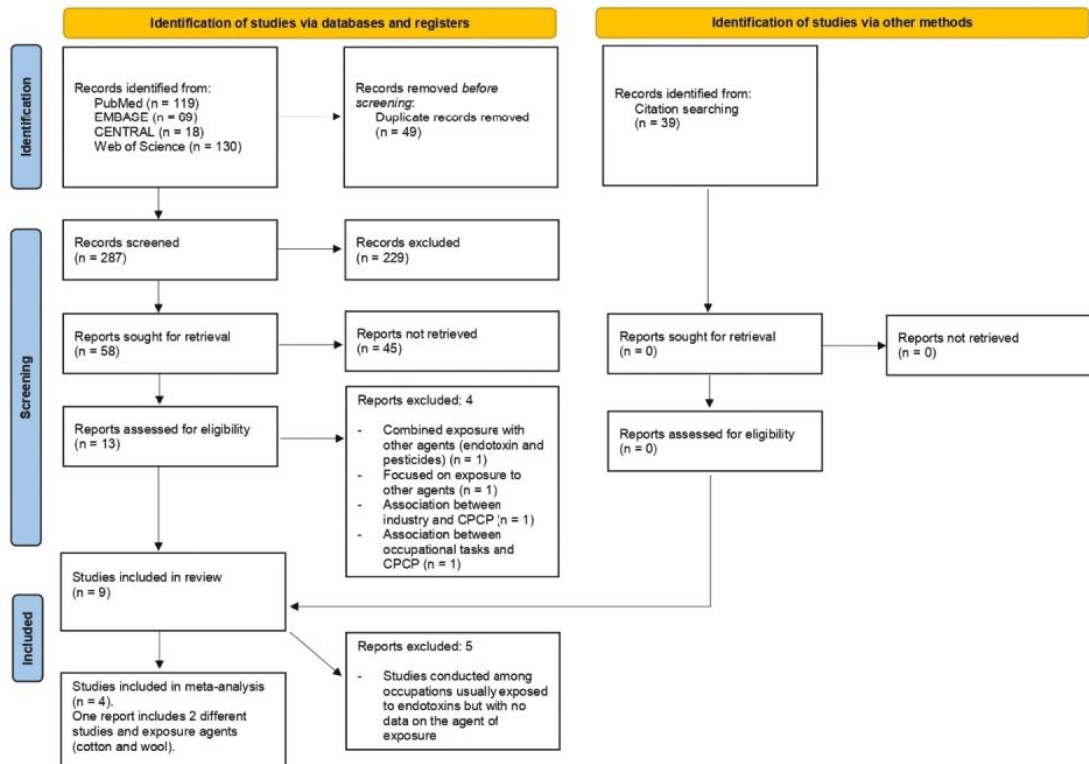 Identification of studies via databases and registers
Identification of studies via other methods
Identification
Records identified from:
PubMed (n = 119)
EMBASE (n = 69)
CENTRAL (n = 18)
Web of Science (n = 130)
Records removed before
screening:
Duplicate records removed
(n = 49)
Records identified from:
Citation searching
(n = 39)
Screening
Records screened
(n = 287)
Records excluded
(n = 229)
Reports sought for retrieval
(n = 58)
Reports not retrieved
(n = 45)
Reports sought for retrieval
(n = 0)
Reports not retrieved
(n = 0)
Reports assessed for eligibility
(n = 13)
Reports excluded: 4
- Combined exposure with
other agents (endotoxin and
pesticides) (n = 1)
- Focused on exposure to
other agents (n = 1)
- Association between
industry and CPCP (n = 1)
- Association between
occupational tasks and
CPCP (n = 1)
Reports assessed for eligibility
(n = 0)
Included
Studies included in review
(n = 9)
Reports excluded: 5
- Studies conducted among
occupations usually exposed
to endotoxins but with no
data on the agent of
exposure
Studies included in meta-analysis
(n = 4).
One report includes 2 different
studies and exposure agents
(cotton and wool).